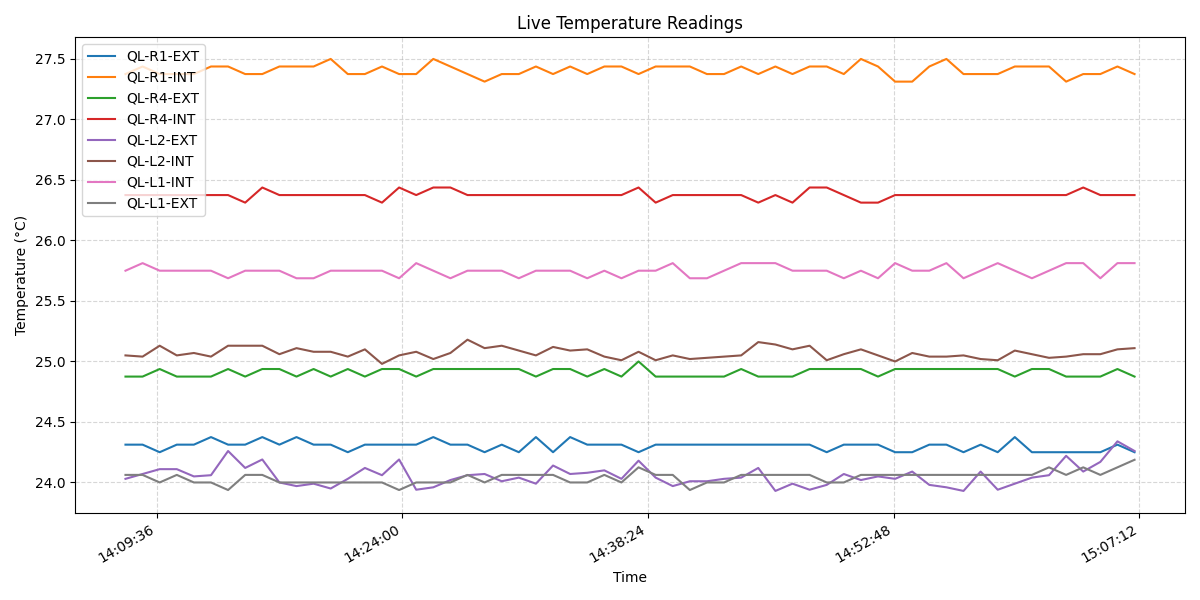 Live Temperature Readings
QL-R1-EXT
QL-R1-INT
QL-R4-EXT
QL-R4-INT
QL-L2-EXT
QL-L2-INT
QL-L1-INT
QL-L1-EXT
Temperature (°C)
27.5
27.0
26.5
26.0
25.5
25.0
24.5
24.0
14:09:36
14:24:00
14:38:24
14:52:48
15:07:12
Time